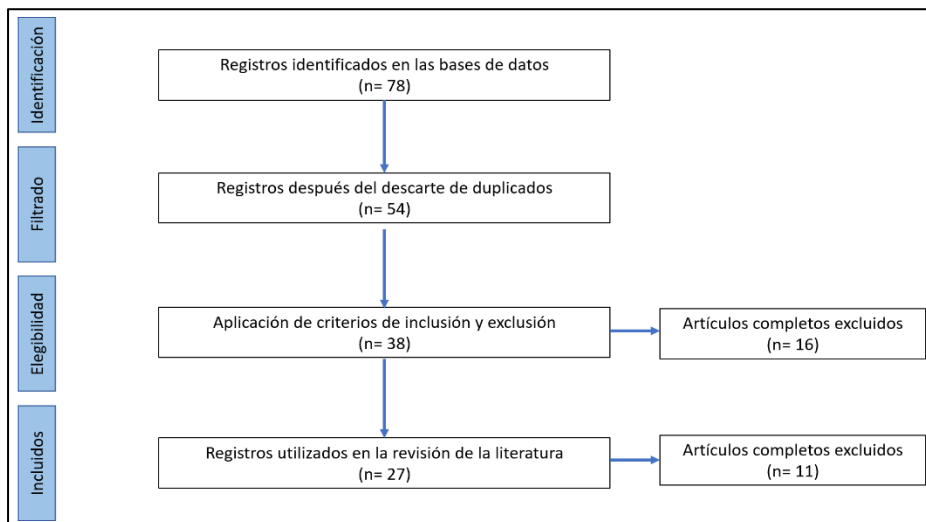 Identificación
Registros identificados en las bases de datos
(n= 78)
Filtrado
Registros después del descarte de duplicados
(n= 54)
Elegibilidad
Aplicación de criterios de inclusión y exclusión
(n= 38)
Artículos completos excluidos
(n= 16)
Incluidos
Registros utilizados en la revisión de la literatura
(n= 27)
Artículos completos excluidos
(n= 11)